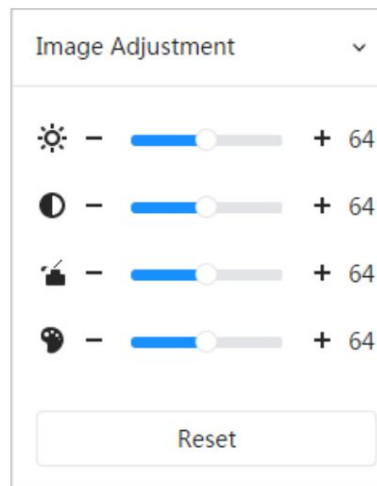 Image Adjustment
− + 64
− + 64
− + 64
− + 64
Reset